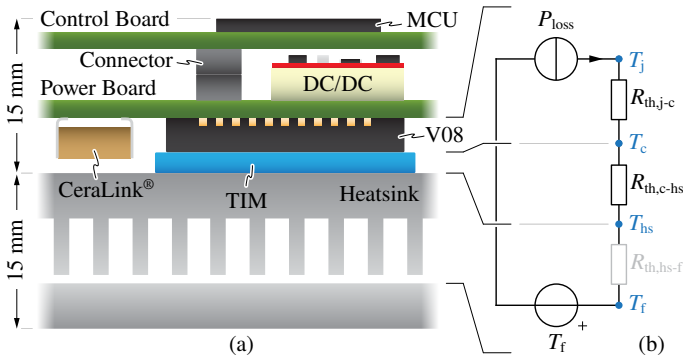 Control Board
MCU
Connector
DC/DC
Power Board
V08
15 mm
CeraLink®
TIM
Heatsink
15 mm
(a)
P_loss
T_j
R_th,j-c
T_c
R_th,c-hs
T_hs
R_th,hs-f
T_f
T_f
+
(b)